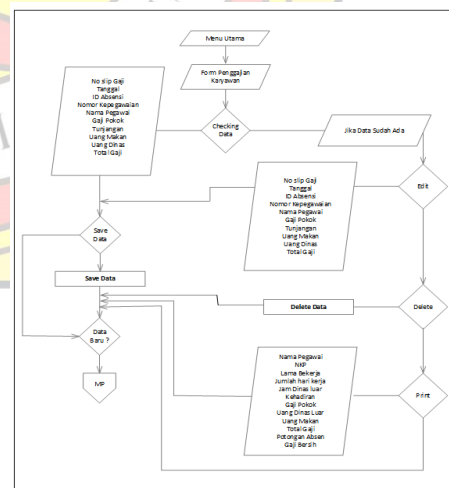 Menu Utama
Form Penggajian
Karyawan
No slip Gaji
Tanggal
ID Absensi
Nomor Kepegawaian
Nama Pegawai
Gaji Pokok
Tunjangan
Uang Makan
Uang Dinas
Total Gaji
Checking
Data
Jika Data Sudah Ada
No slip Gaji
Tanggal
ID Absensi
Nomor Kepegawaian
Nama Pegawai
Gaji Pokok
Tunjangan
Uang Makan
Uang Dinas
Total Gaji
Edit
Save
Data
Save Data
Delete Data
Delete
Data
Baru ?
MP
Nama Pegawai
NKP
Lama Bekerja
Jumlah hari kerja
Jam Dinas luar
Kehadiran
Gaji Pokok
Uang Dinas Luar
Uang Makan
Total Gaji
Potongan Absen
Gaji Bersih
Print